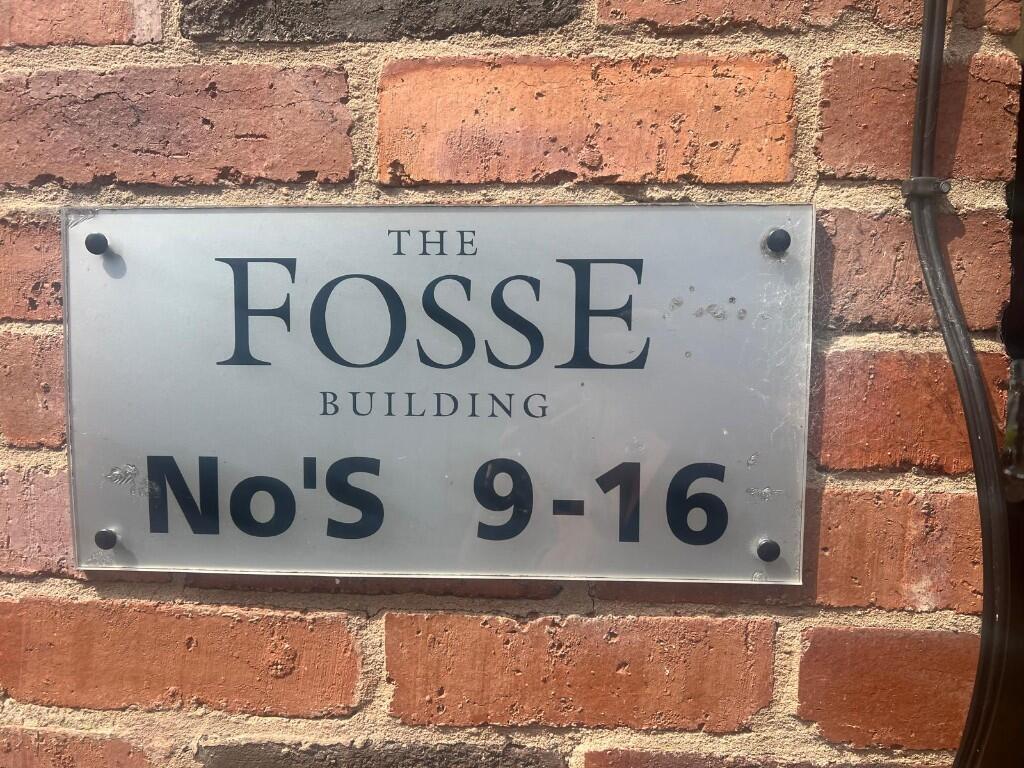 THE
FOSSE
BUILDING
No'S 9-16